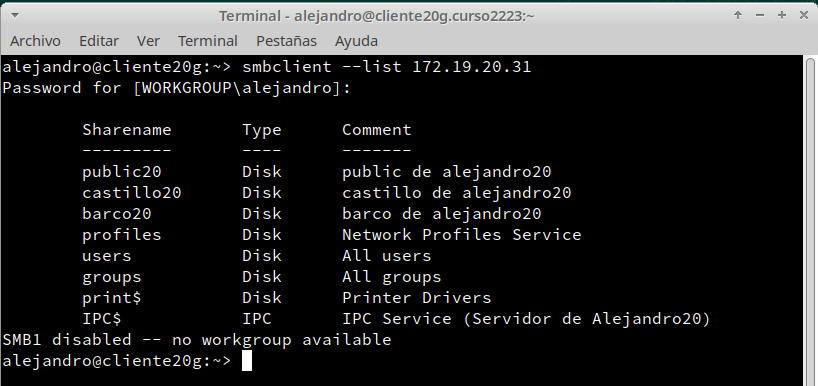 Terminal - alejandro@cliente20g.curso2223:~
Archivo Editar Ver Terminal Pestañas Ayuda
alejandro@cliente20g:~> smbclient --list 172.19.20.31
Password for [WORKGROUP\alejandro]:
Sharename Type Comment
--------- ---- -------
public20 Disk public de alejandro20
castillo20 Disk castillo de alejandro20
barco20 Disk barco de alejandro20
profiles Disk Network Profiles Service
users Disk All users
groups Disk All groups
print$ Disk Printer Drivers
IPC$ IPC IPC Service (Servidor de Alejandro20)
SMB1 disabled -- no workgroup available
alejandro@cliente20g:~>